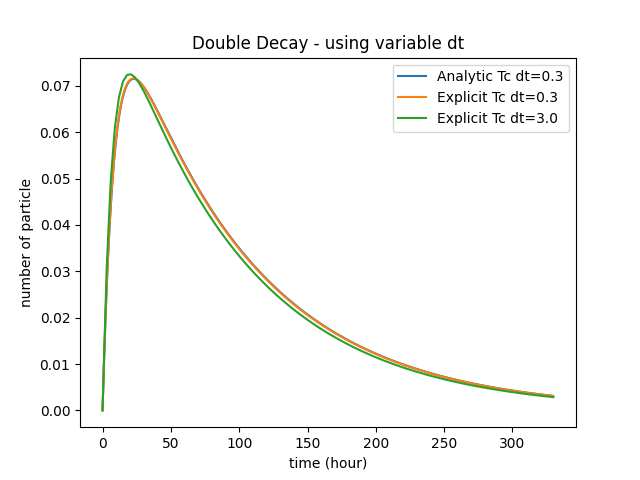 Double Decay - using variable dt
Analytic Tc dt=0.3
Explicit Tc dt=0.3
Explicit Tc dt=3.0
number of particle
0.07
0.06
0.05
0.04
0.03
0.02
0.01
0.00
0 50 100 150 200 250 300
time (hour)